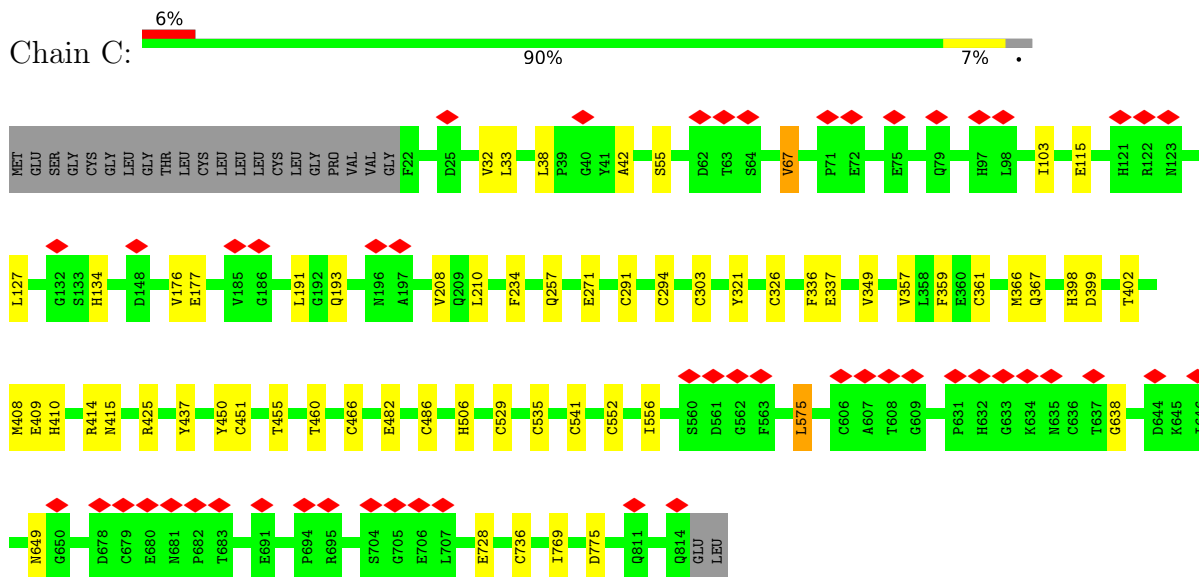 6%
Chain C:
90% 7% •
MET GLU SER GLY CYS GLY LEU LEU GLY THR LEU CYS LEU LEU LEU CYS LEU GLY PRO VAL VAL GLY F22 D25 V32 L33 L38 P39 G40 Y41 A42 S55 D62 T63 S64 V67 P71 E72 E75 Q79 H97 L98 I103 E115 H121 R122 N123
L127 G132 S133 H134 D148 V176 E177 V185 G186 L191 G192 Q193 N196 A197 V208 Q209 L210 F234 Q257 E271 C291 C294 C303 Y321 C326 F336 E337 V349 V357 L358 F359 E360 C361 M366 Q367 H398 D399 T402
M408 E409 H410 R414 N415 R425 Y437 Y450 C451 T455 T460 C466 E482 C486 H506 C529 C535 C541 C552 I556 S560 D561 G562 F563 L575 C606 A607 T608 G609 P631 H632 G633 K634 N635 C636 T637 G638 D644 K645
N649 G650 D678 C679 E680 N681 P682 T683 E691 P694 R695 S704 G705 E706 L707 E728 C736 I769 D775 Q811 Q814 GLU LEU